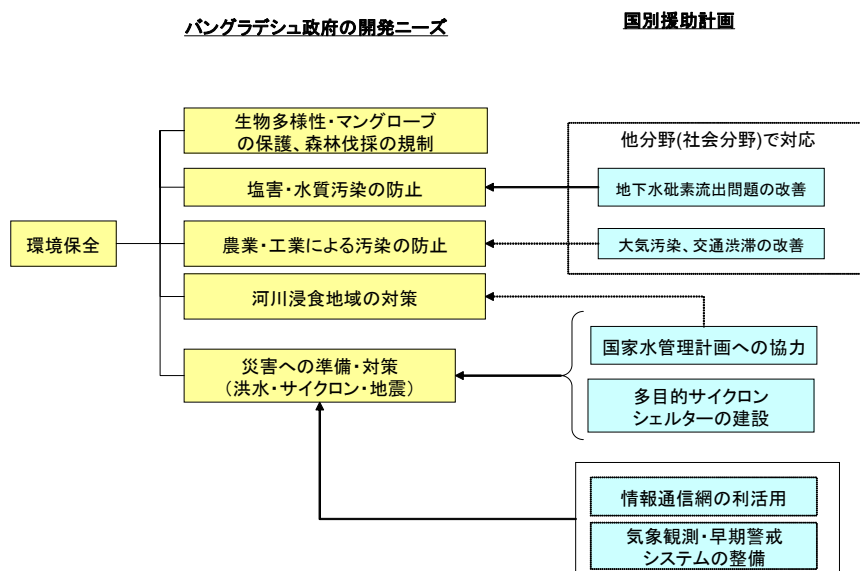 バングラデシュ政府の開発ニーズ
国別援助計画
生物多様性・マングローブ
の保護、森林伐採の規制
他分野(社会分野)で対応
塩害・水質汚染の防止
地下水砒素流出問題の改善
環境保全
農業・工業による汚染の防止
大気汚染、交通渋滞の改善
河川浸食地域の対策
国家水管理計画への協力
災害への準備・対策
(洪水・サイクロン・地震)
多目的サイクロン
シェルターの建設
情報通信網の利活用
気象観測・早期警戒
システムの整備